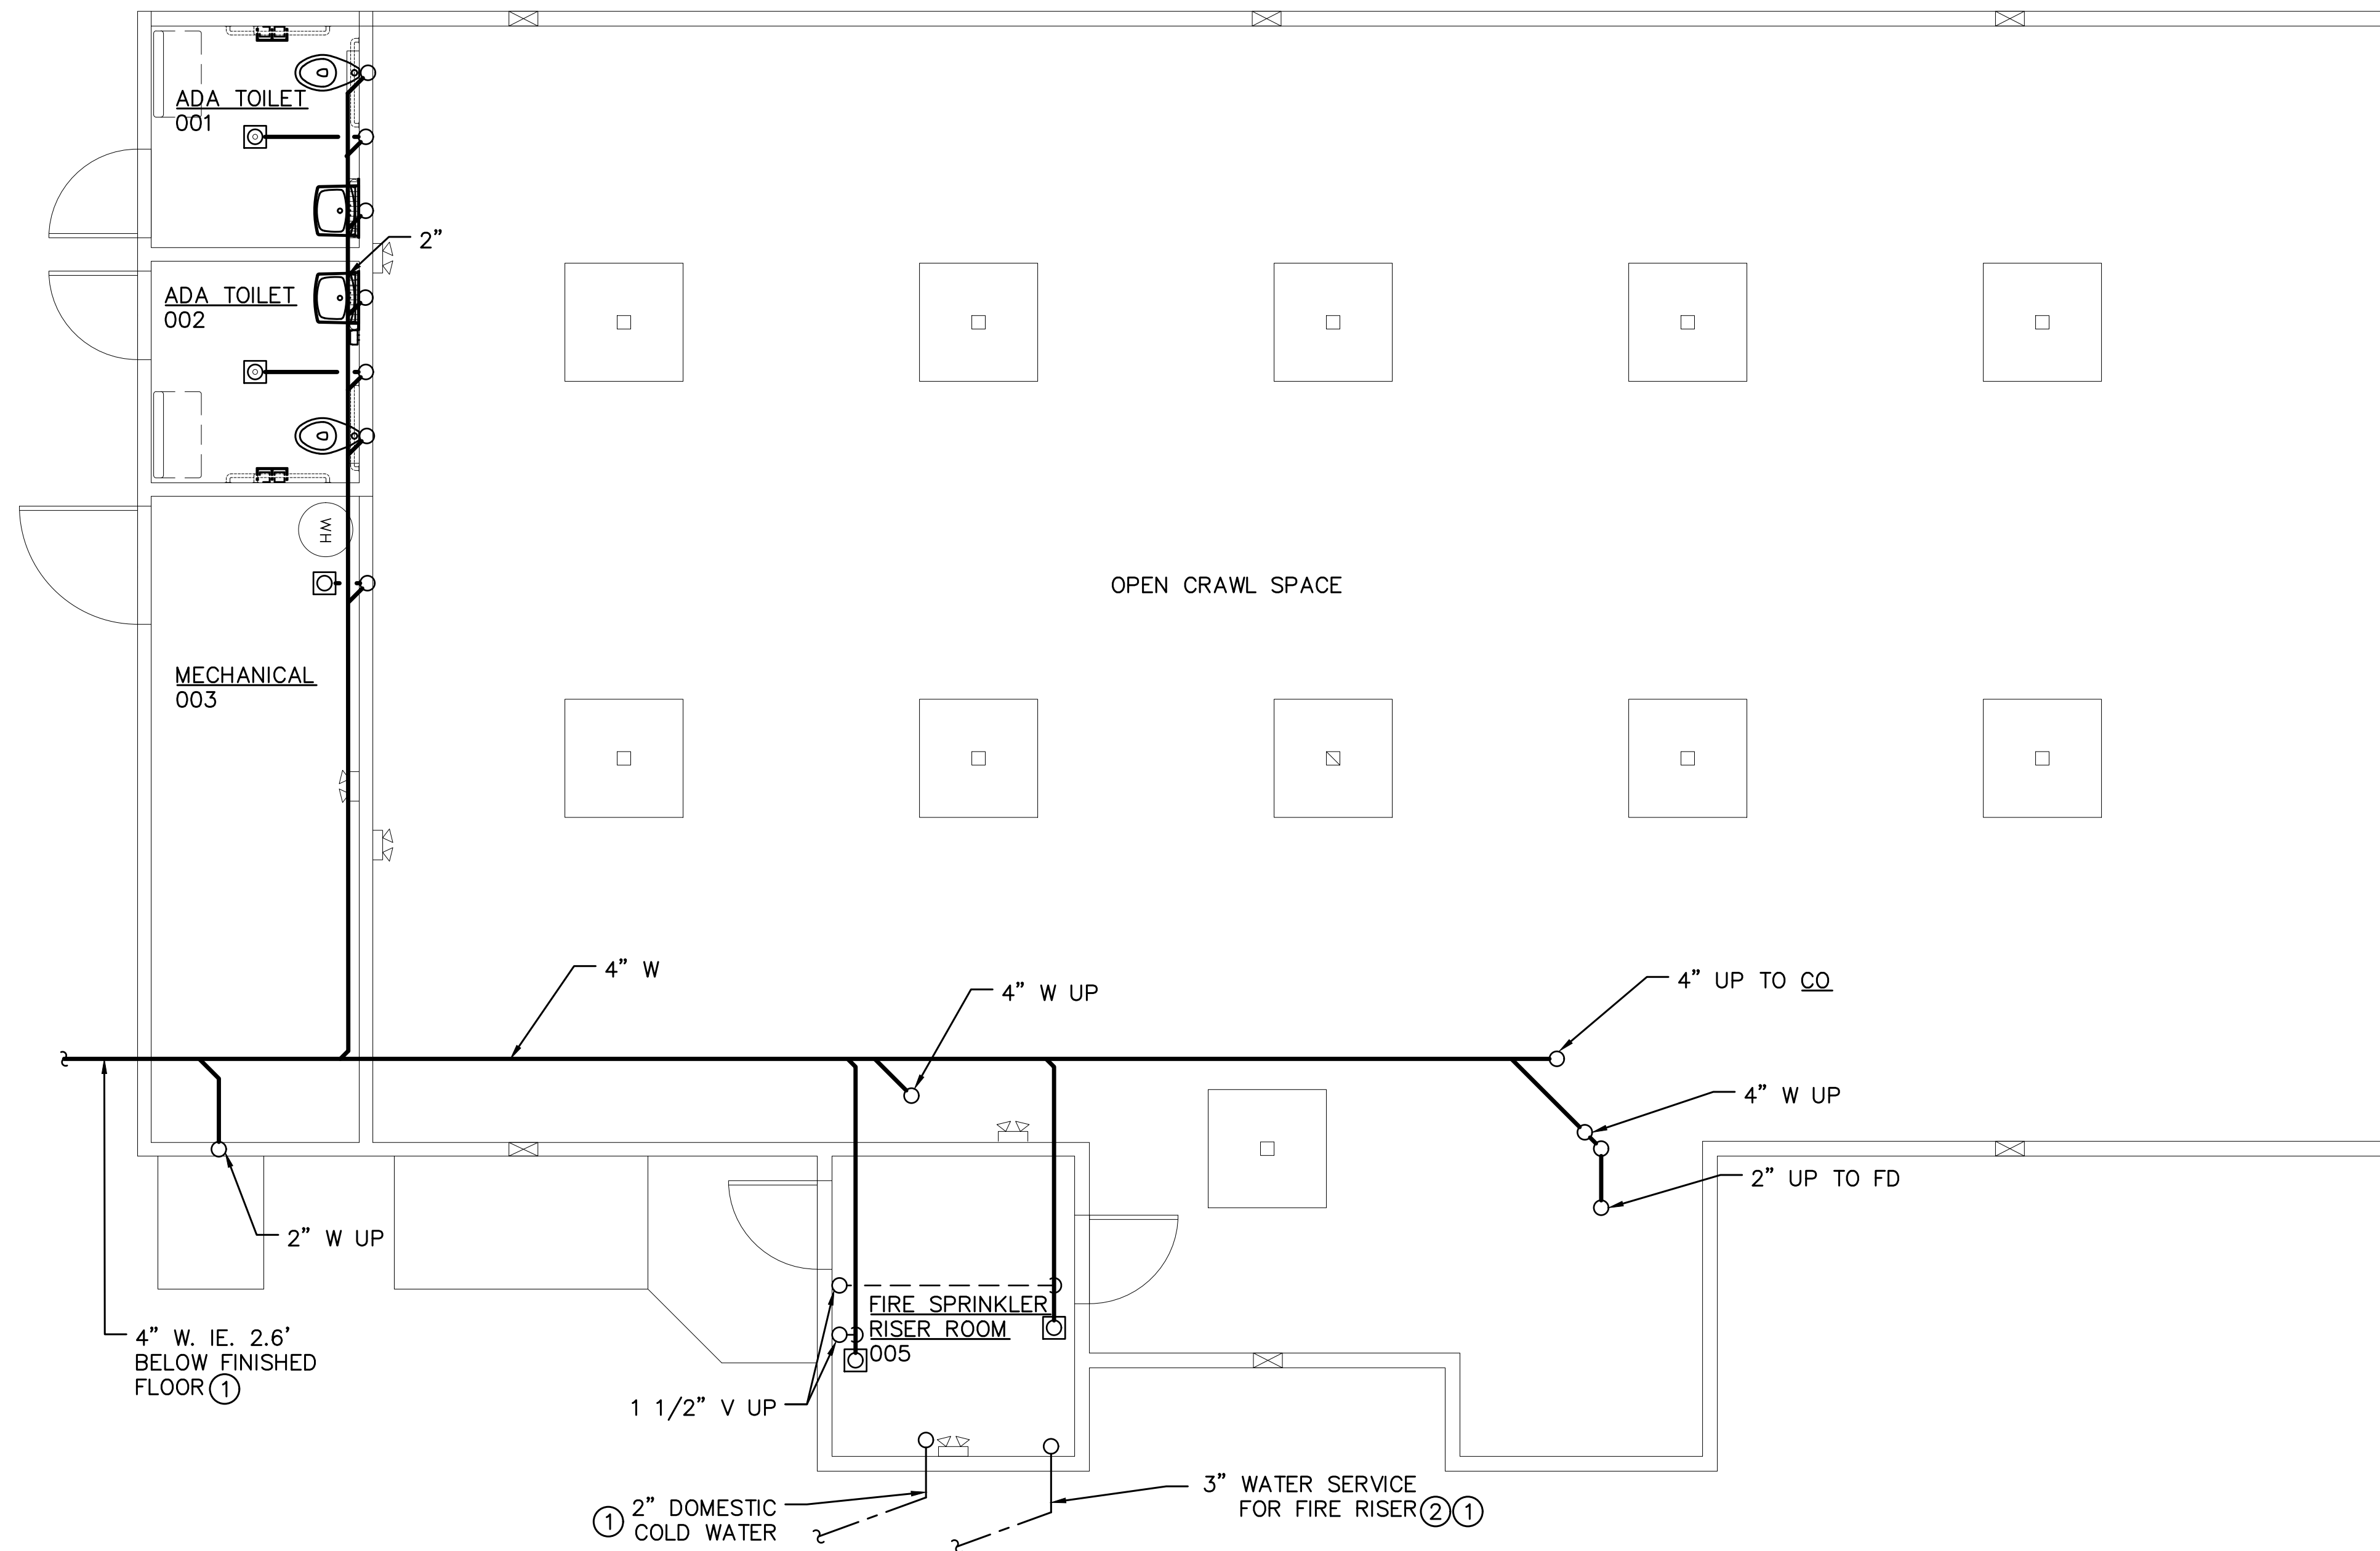 ADA TOILET
001
2”
ADA TOILET
002
WH
OPEN CRAWL SPACE
MECHANICAL
003
4” W
4” W UP
4” UP TO CO
4” W UP
2” UP TO FD
2” W UP
FIRE SPRINKLER
RISER ROOM
005
4” W. IE. 2.6’
BELOW FINISHED
FLOOR 1
1 1/2” V UP
3” WATER SERVICE
FOR FIRE RISER 2 1
1 2” DOMESTIC
COLD WATER